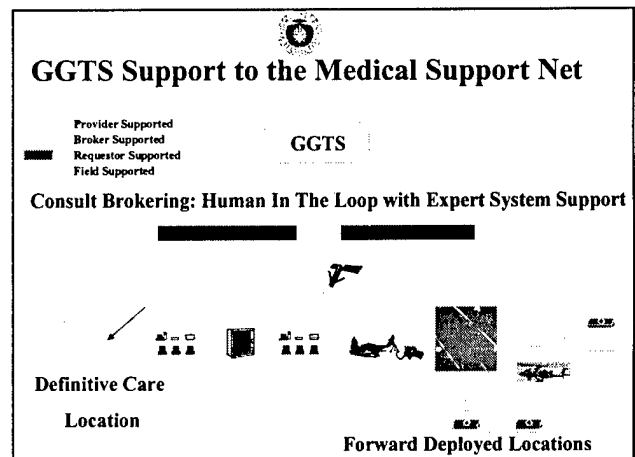 GGTS Support to the Medical Support Net
Provider Supported
Broker Supported
Requestor Supported
Field Supported
GGTS
Consult Brokering: Human In The Loop with Expert System Support
Definitive Care
Location
Forward Deployed Locations